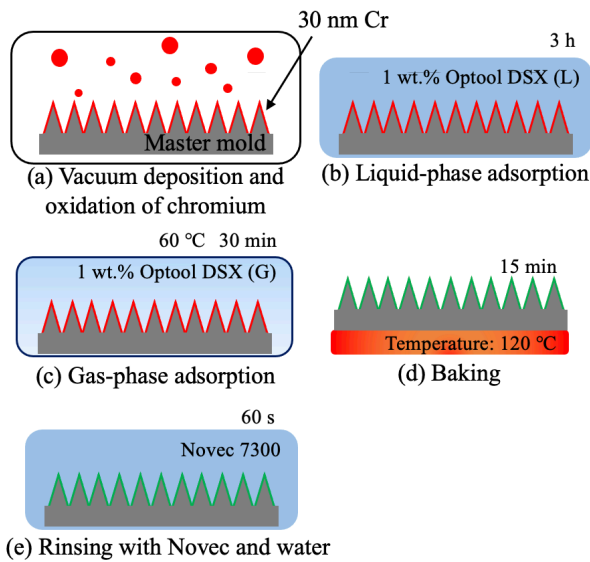 30 nm Cr
Master mold
(a) Vacuum deposition and
oxidation of chromium
3 h
1 wt.% Optool DSX (L)
(b) Liquid-phase adsorption
60 ℃ 30 min
1 wt.% Optool DSX (G)
(c) Gas-phase adsorption
15 min
Temperature: 120 ℃
(d) Baking
60 s
Novec 7300
(e) Rinsing with Novec and water